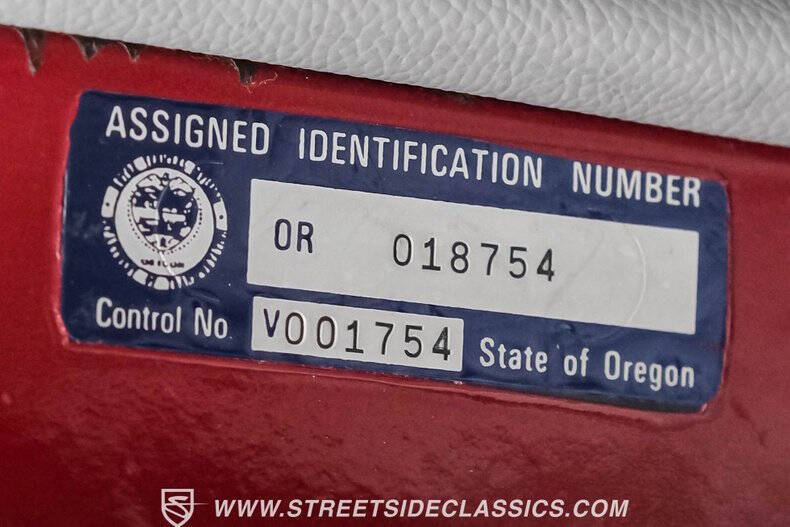 ASSIGNED IDENTIFICATION NUMBER
OR 018754
Control No V001754 State of Oregon
WWW.STREETSIDECLASSICS.COM